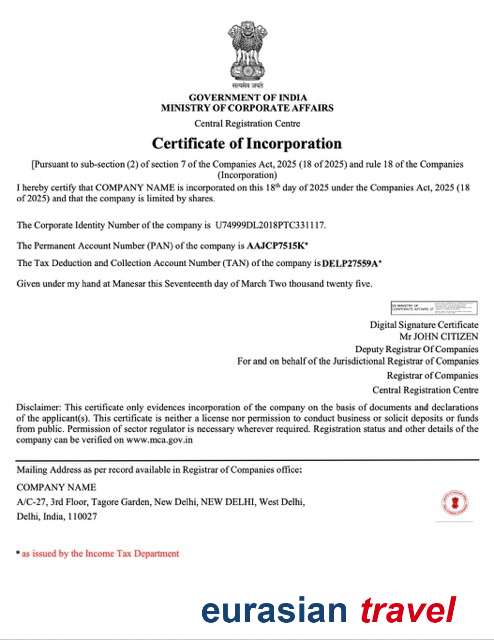 सत्यमेव जयते
GOVERNMENT OF INDIA
MINISTRY OF CORPORATE AFFAIRS
Central Registration Centre
Certificate of Incorporation
[Pursuant to sub-section (2) of section 7 of the Companies Act, 2025 (18 of 2025) and rule 18 of the Companies
(Incorporation)
I hereby certify that COMPANY NAME is incorporated on this 18th day of 2025 under the Companies Act, 2025 (18
of 2025) and that the company is limited by shares.
The Corporate Identity Number of the company is U74999DL2018PTC331117.
The Permanent Account Number (PAN) of the company is AAJCP7515K*
The Tax Deduction and Collection Account Number (TAN) of the company is DELP27559A*
Given under my hand at Manesar this Seventeenth day of March Two thousand twenty five.
DS MINISTRY OF
CORPORATE AFFAIRS
Digital Signature Certificate
Mr JOHN CITIZEN
Deputy Registrar Of Companies
For and on behalf of the Jurisdictional Registrar of Companies
Registrar of Companies
Central Registration Centre
Disclaimer: This certificate only evidences incorporation of the company on the basis of documents and declarations
of the applicant(s). This certificate is neither a license nor permission to conduct business or solicit deposits or funds
from public. Permission of sector regulator is necessary wherever required. Registration status and other details of the
company can be verified on www.mca.gov.in
Mailing Address as per record available in Registrar of Companies office:
COMPANY NAME
A/C-27, 3rd Floor, Tagore Garden, New Delhi, NEW DELHI, West Delhi,
Delhi, India, 110027
* as issued by the Income Tax Department
eurasian travel